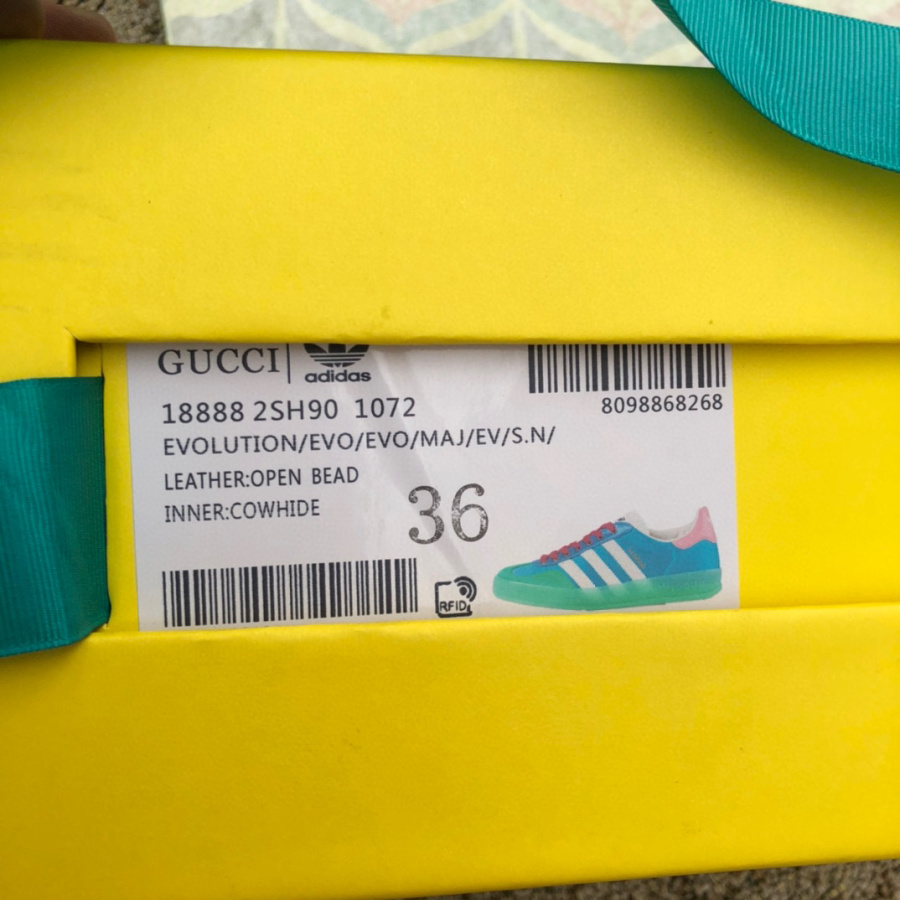 GUCCI
adidas
18888 2SH90 1072
8098868268
EVOLUTION/EVO/EVO/MAJ/EV/S.N/
LEATHER:OPEN BEAD
INNER:COWHIDE
36
RFID